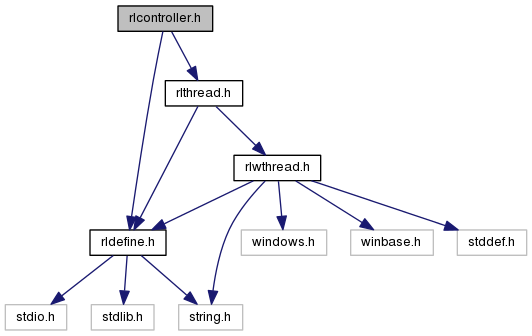 rlcontroller.h
rlthread.h
rlwthread.h
rldefine.h
windows.h
winbase.h
stddef.h
stdio.h
stdlib.h
string.h